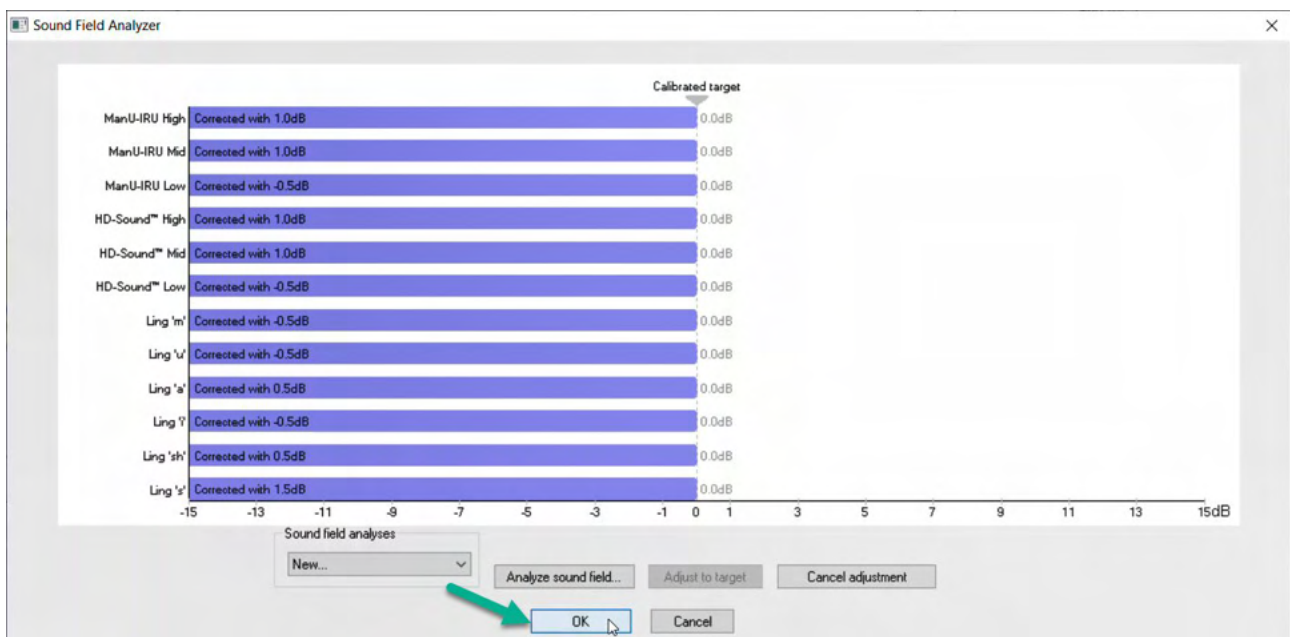 Sound Field Analyzer
Calibrated target
ManU-IRU High Corrected with 1.0dB 0.0dB
ManU-IRU Mid Corrected with 1.0dB 0.0dB
ManU-IRU Low Corrected with -0.5dB 0.0dB
HD-Sound™ High Corrected with 1.0dB 0.0dB
HD-Sound™ Mid Corrected with 1.0dB 0.0dB
HD-Sound™ Low Corrected with -0.5dB 0.0dB
Ling 'm' Corrected with -0.5dB 0.0dB
Ling 'u' Corrected with -0.5dB 0.0dB
Ling 'a' Corrected with 0.5dB 0.0dB
Ling 'i' Corrected with -0.5dB 0.0dB
Ling 'sh' Corrected with 0.5dB 0.0dB
Ling 's' Corrected with 1.5dB 0.0dB
-15 -13 -11 -9 -7 -5 -3 -1 0 1 3 5 7 9 11 13 15dB
Sound field analyses
New... Analyze sound field... Adjust to target Cancel adjustment
OK Cancel